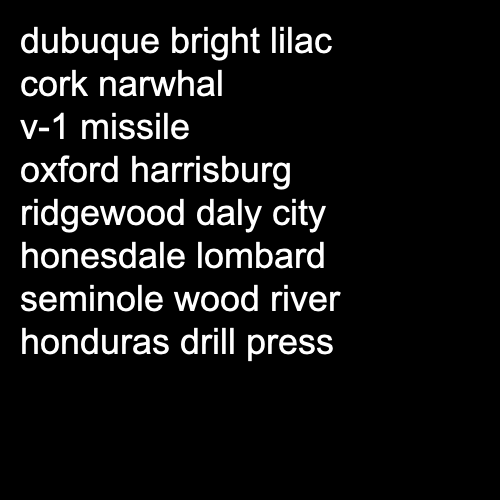 dubuque bright lilac
cork narwhal
v-1 missile
oxford harrisburg
ridgewood daly city
honesdale lombard
seminole wood river
honduras drill press